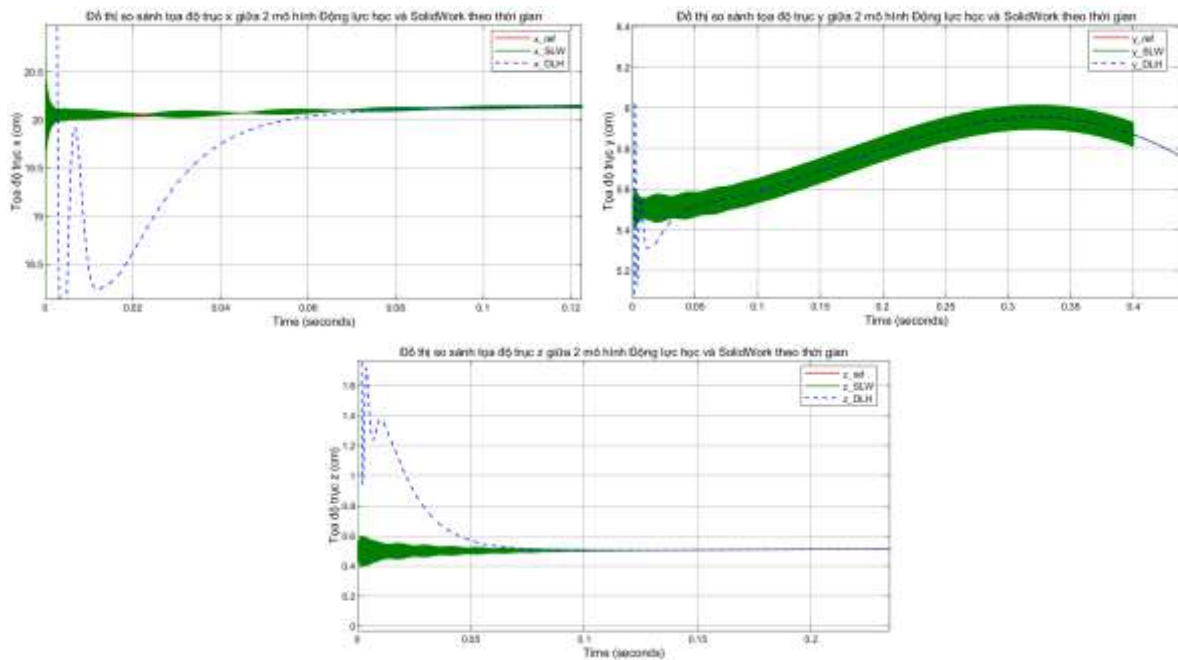 Đồ thị so sánh tọa độ trục x giữa 2 mô hình Động lực học và SolidWork theo thời gian
x_ref
x_SLW
x_DLH
20.5
20
19.5
19
18.5
Tọa độ trục x (cm)
0
0.02
0.04
0.06
0.08
0.1
0.12
Time (seconds)
Đồ thị so sánh tọa độ trục y giữa 2 mô hình Động lực học và SolidWork theo thời gian
y_ref
y_SLW
y_DLH
6.4
6.2
6
5.8
5.6
5.4
5.2
Tọa độ trục y (cm)
0
0.05
0.1
0.15
0.2
0.25
0.3
0.35
0.4
Time (seconds)
Đồ thị so sánh tọa độ trục z giữa 2 mô hình Động lực học và SolidWork theo thời gian
z_ref
z_SLW
z_DLH
1.6
1.4
1.2
1
0.8
0.6
0.4
0.2
0
Tọa độ trục z (cm)
0
0.05
0.1
0.15
0.2
Time (seconds)